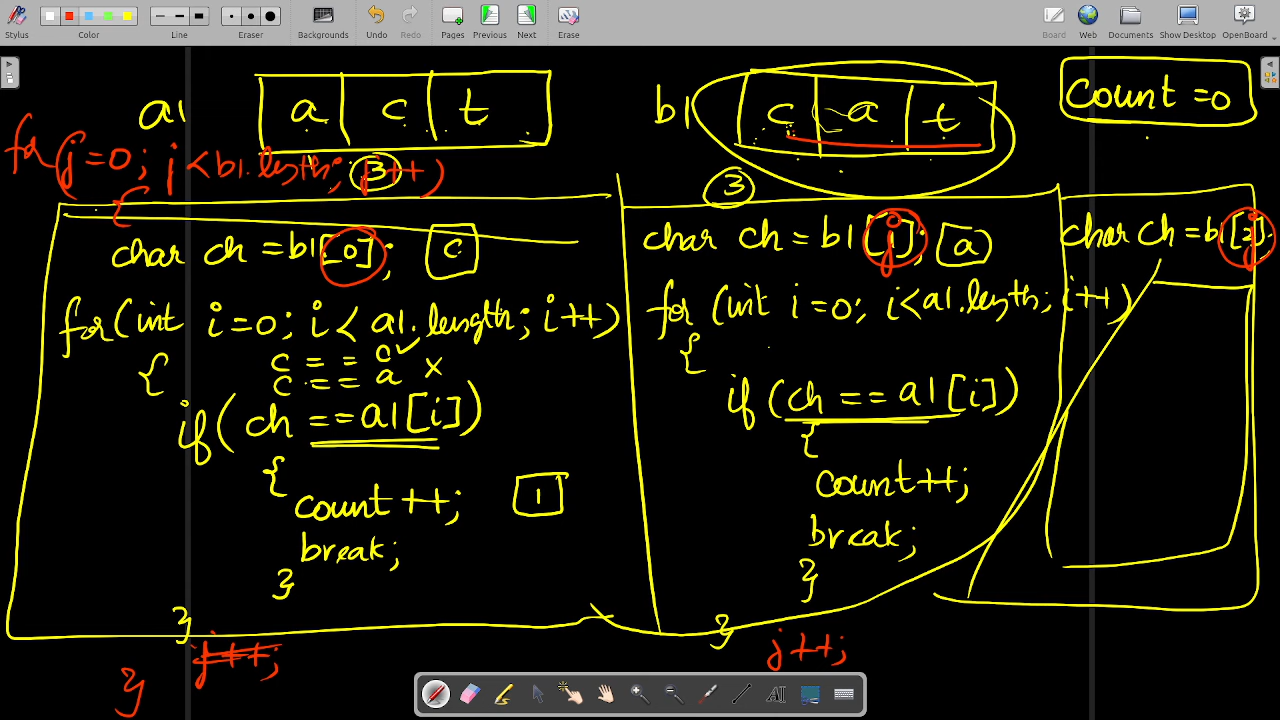 Stylus
Color
Line
Eraser
Backgrounds
Undo
Redo
Pages
Previous
Next
Erase
Board
Web
Documents
Show Desktop
OpenBoard
a1
a c t
b1
c a t
count =0
for(j=0; j<b1.length; j++)
3
3
{
char ch =b1[0]; c
for(int i=0; i< a1.length; i++)
{
c == c ✓
c == a x
if( ch ==a1[i])
{
count++; 1
break;
}
}
j++;
}
char ch = b1[j]; a
for (int i=0; i<a1.length; i++)
{
if (ch == a1[i])
{
count++;
break;
}
}
j++;
char ch =b1[2];